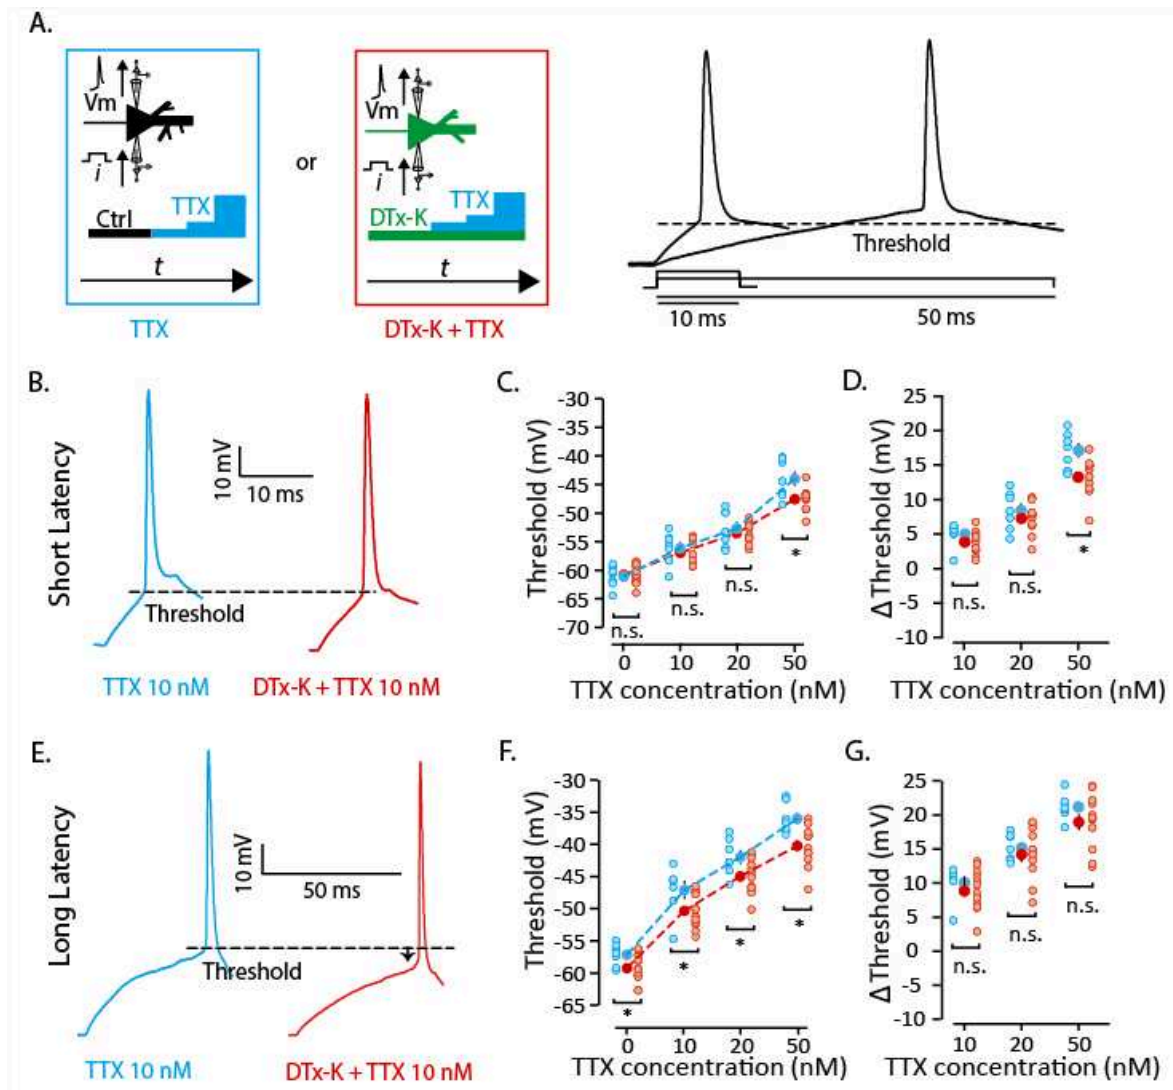 A.
Vm
i
Ctrl
TTX
t
TTX
or
Vm
i
TTX
DTx-K
t
DTx-K + TTX
Threshold
10 ms
50 ms
B.
Short Latency
10 mV
10 ms
Threshold
TTX 10 nM
DTx-K + TTX 10 nM
C.
Threshold (mV)
-30
-35
-40
-45
-50
-55
-60
-65
-70
n.s.
n.s.
n.s.
*
0 10 20 50
TTX concentration (nM)
D.
Δ Threshold (mV)
25
20
15
10
5
0
-5
-10
n.s.
n.s.
*
10 20 50
TTX concentration (nM)
E.
Long Latency
10 mV
50 ms
Threshold
TTX 10 nM
DTx-K + TTX 10 nM
F.
Threshold (mV)
-30
-35
-40
-45
-50
-55
-60
-65
*
*
*
*
0 10 20 50
TTX concentration (nM)
G.
Δ Threshold (mV)
25
20
15
10
5
0
-5
-10
n.s.
n.s.
n.s.
10 20 50
TTX concentration (nM)